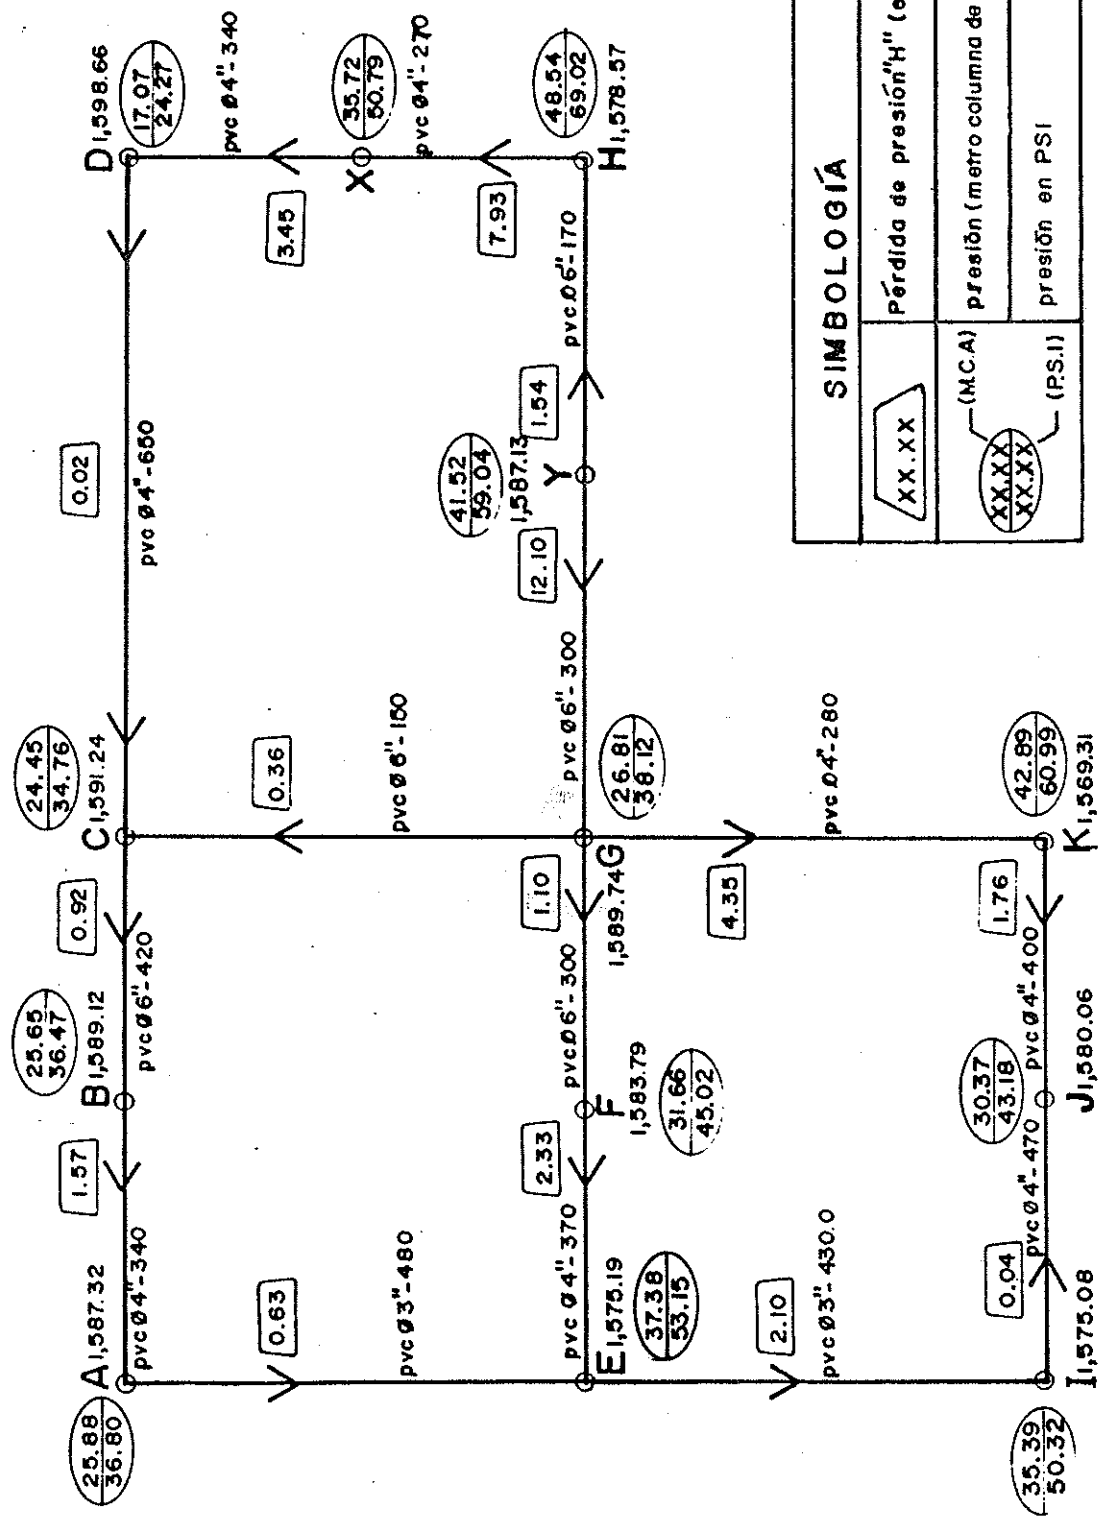 A 1,587.32
25.88
36.80
pvc Ø4"-340
1.57
B 1,589.12
25.65
36.47
pvc Ø6"-420
0.92
C 1,591.24
24.45
34.76
pvc Ø4"-650
0.02
D 1,598.66
17.07
24.27
pvc Ø4"-340
3.45
X
35.72
50.79
pvc Ø4"-270
7.93
H 1,578.57
48.54
69.02
pvc Ø6"-170
1.54
Y
1,587.13
41.52
59.04
12.10
pvc Ø6"-300
0.36
pvc Ø6"-150
G
1,589.74
26.81
38.12
1.10
pvc Ø6"-300
F
1,583.79
31.66
45.02
2.33
pvc Ø4"-370
E 1,575.19
37.38
53.15
0.63
pvc Ø3"-480
2.10
pvc Ø3"-430.0
4.35
pvc Ø4"-280
I 1,575.08
35.39
50.32
0.04
pvc Ø4"-470
J 1,580.06
30.37
43.18
pvc Ø4"-400
1.76
K 1,569.31
42.89
60.99
SIMBOLOGÍA
XX.XX
Pérdida de presión "H" (e
XX.XX
XX.XX
(M.C.A)
(P.S.I)
presión (metro columna de
presión en PSI